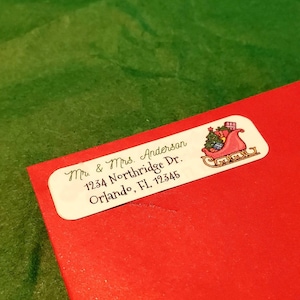 Mr. & Mrs. Anderson
1234 Northridge Dr.
Orlando, FL 12345